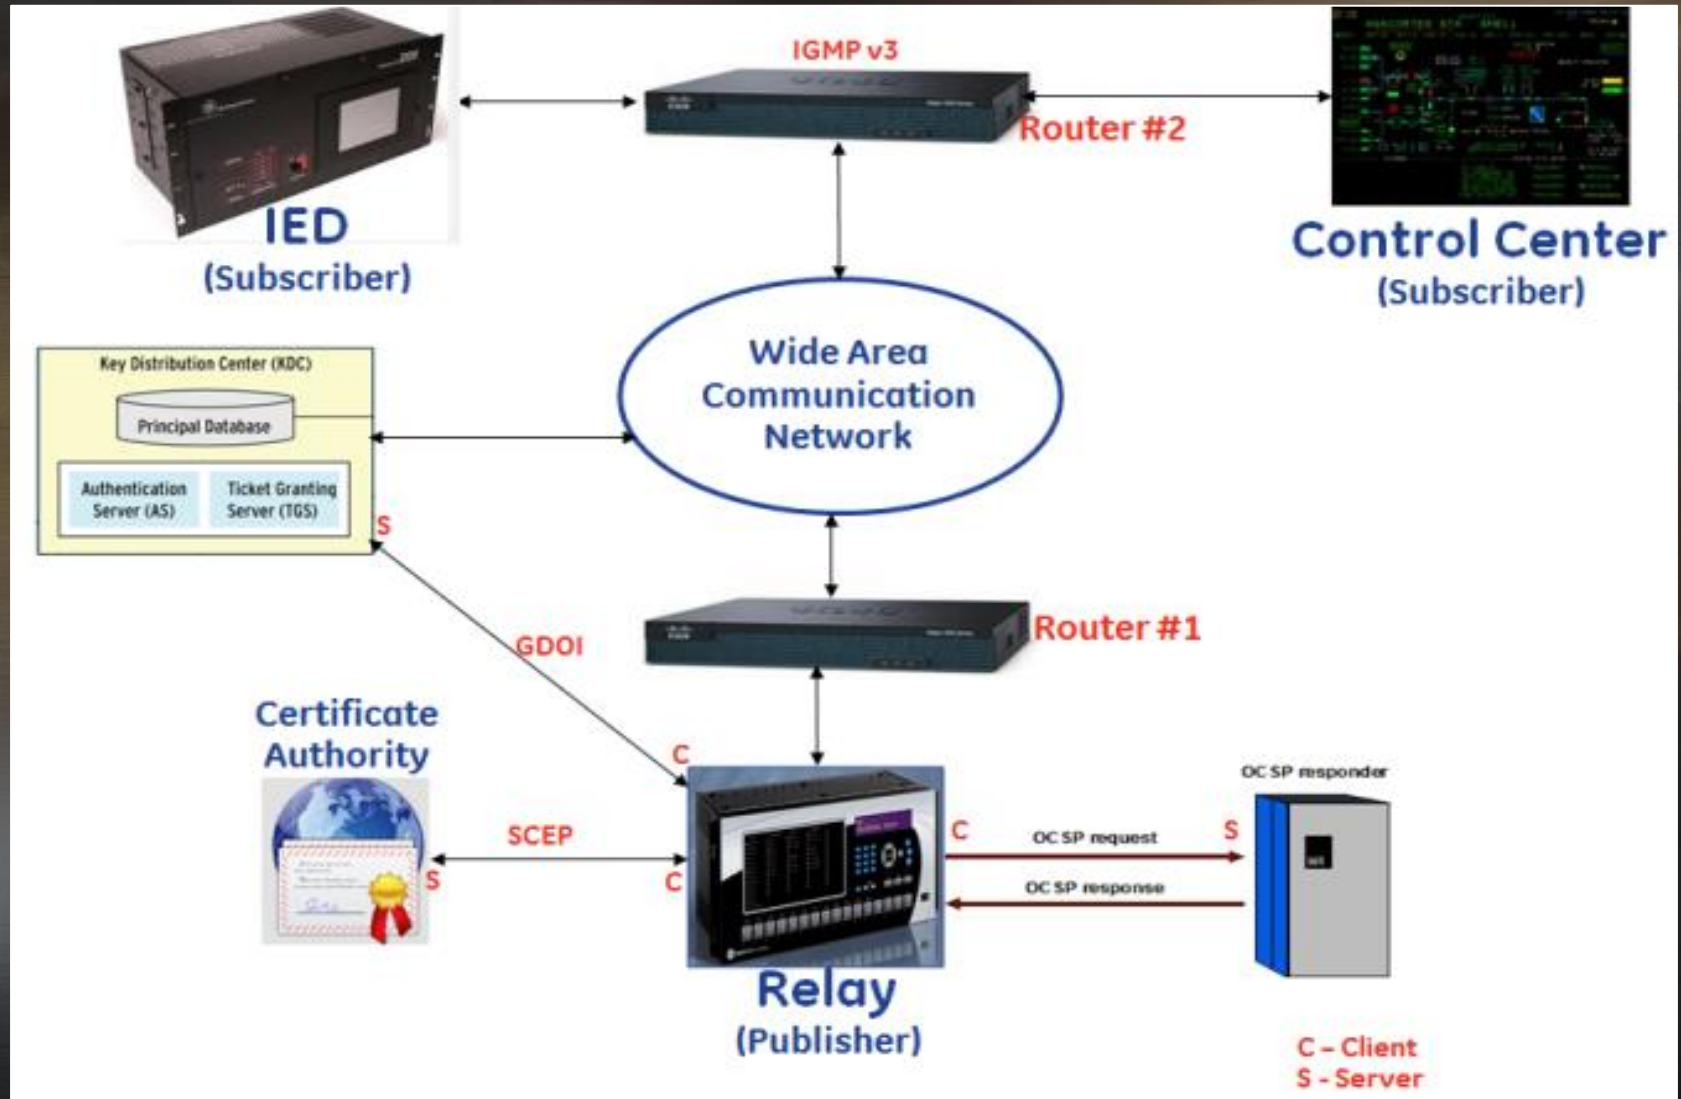 IGMP v3
Router #2
IED
(Subscriber)
Control Center
(Subscriber)
Wide Area
Communication
Network
Key Distribution Center (KDC)
Principal Database
Authentication
Server (AS)
Ticket Granting
Server (TGS)
S
GDOI
Router #1
Certificate
Authority
C
SCEP
S
C
OCSP responder
C
OCSP request
S
OCSP response
Relay
(Publisher)
C – Client
S - Server